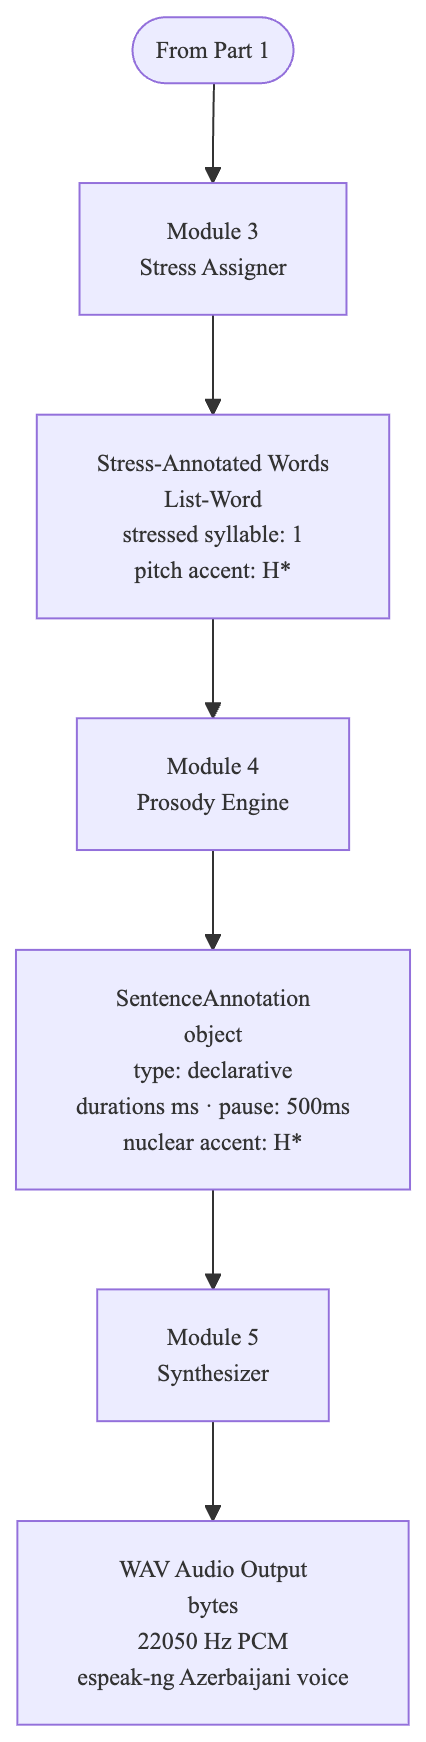 From Part 1
Module 3
Stress Assigner
Stress-Annotated Words
List-Word
stressed syllable: 1
pitch accent: H*
Module 4
Prosody Engine
SentenceAnnotation
object
type: declarative
durations ms · pause: 500ms
nuclear accent: H*
Module 5
Synthesizer
WAV Audio Output
bytes
22050 Hz PCM
espeak-ng Azerbaijani voice